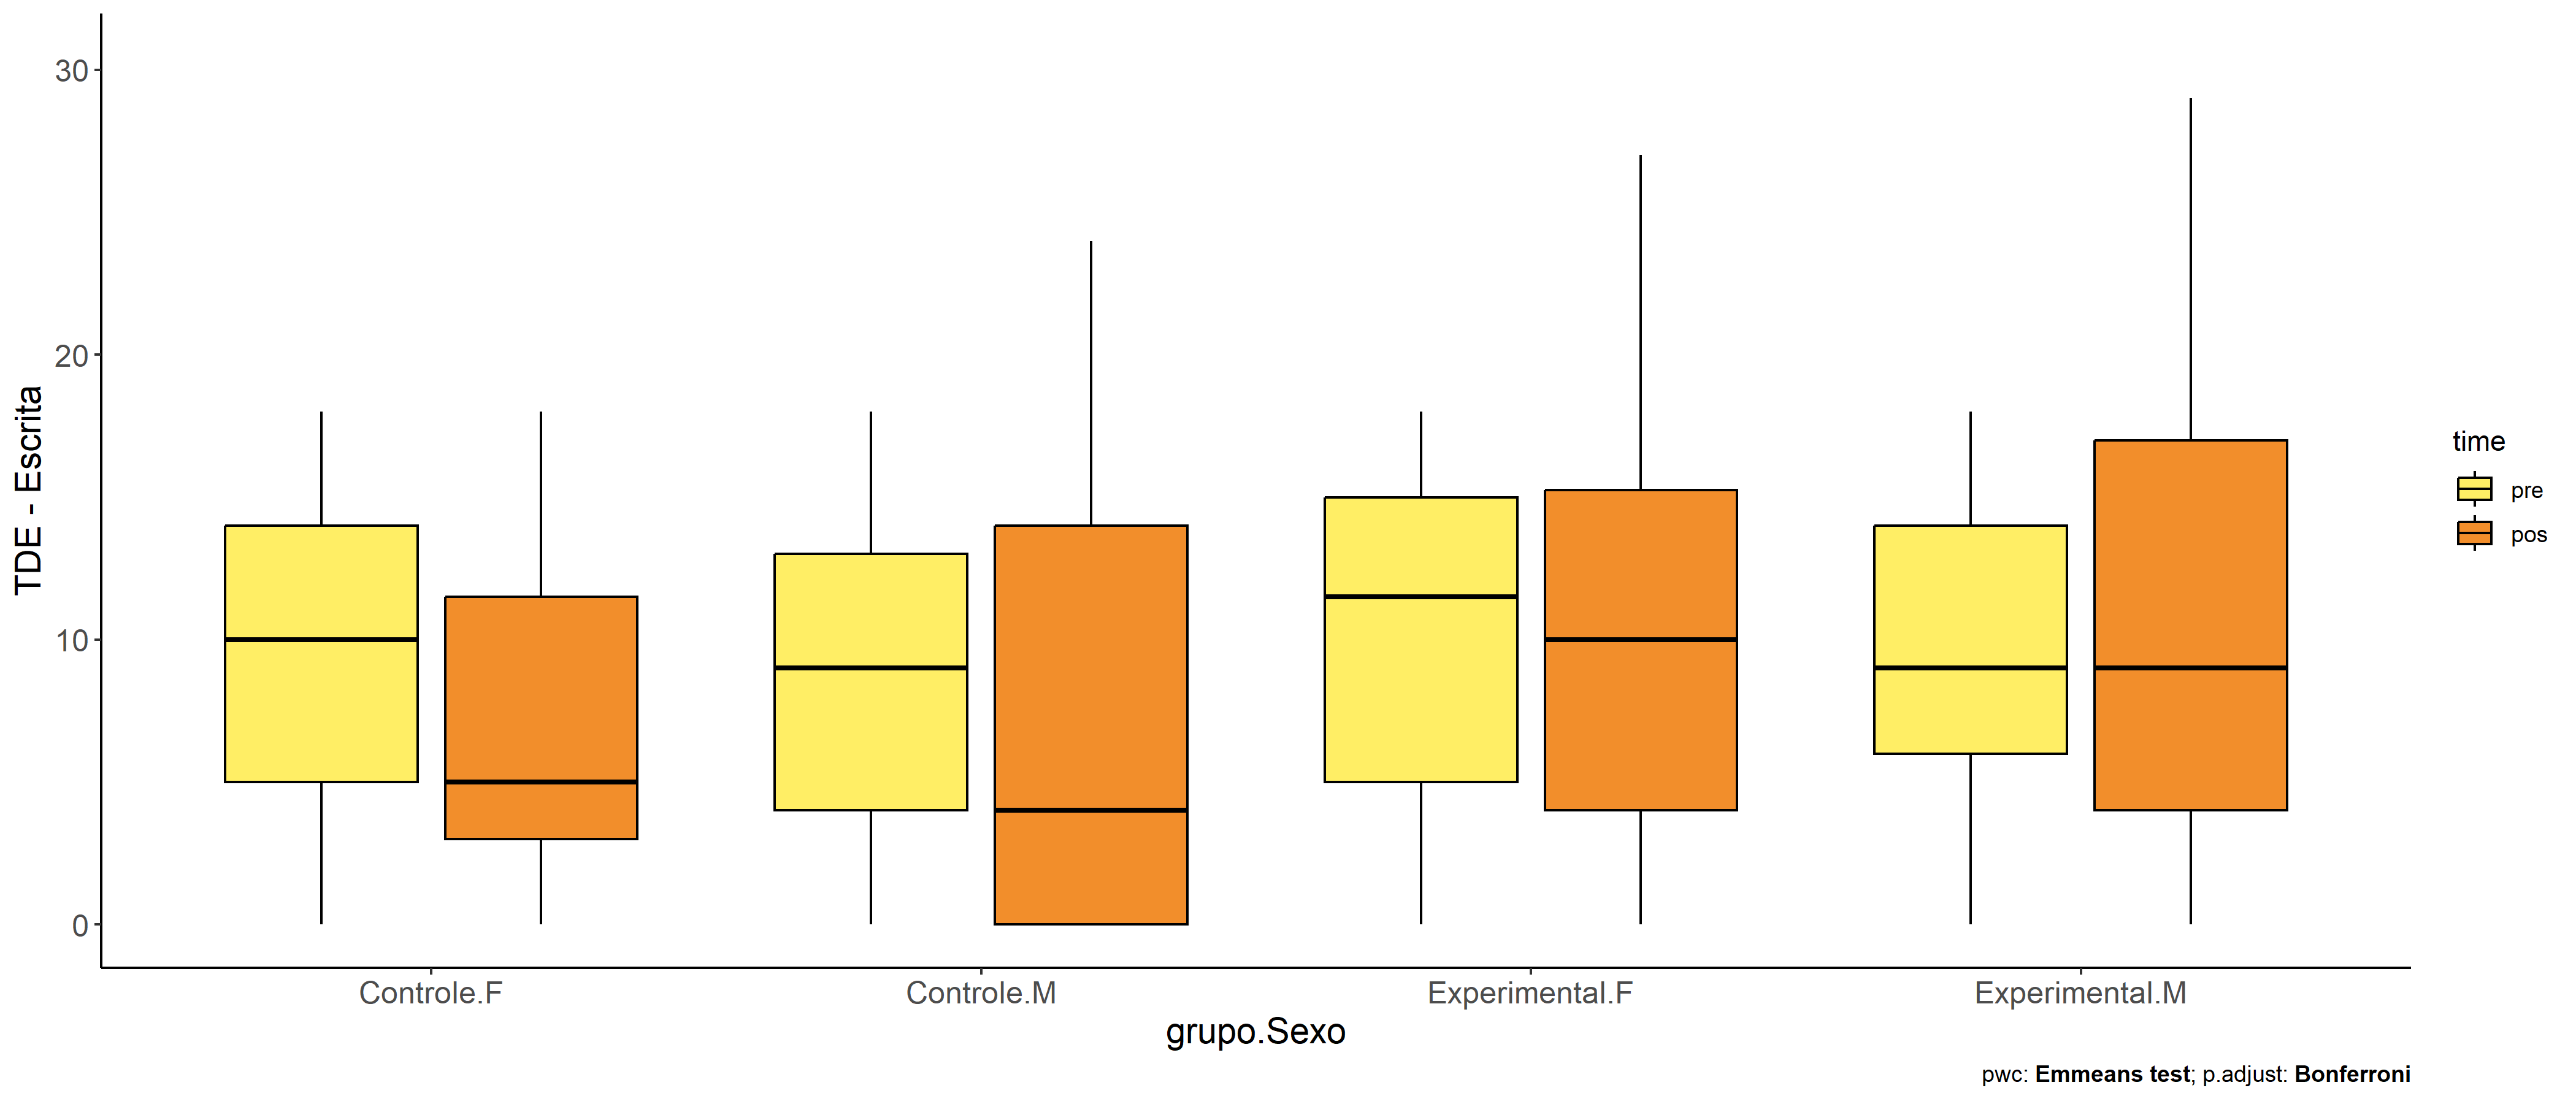 30
20
10
0
TDE - Escrita
Controle.F
Controle.M
Experimental.F
Experimental.M
grupo.Sexo
time
pre
pos
pwc: Emmeans test; p.adjust: Bonferroni